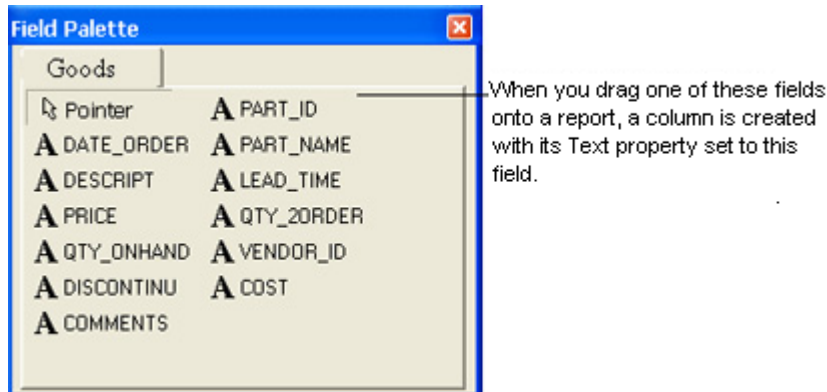 Field Palette
Goods
Pointer
A PART_ID
A DATE_ORDER
A PART_NAME
A DESCRIPT
A LEAD_TIME
A PRICE
A QTY_2ORDER
A QTY_ONHAND
A VENDOR_ID
A DISCONTINU
A COST
A COMMENTS
When you drag one of these fields
onto a report, a column is created
with its Text property set to this
field.
.